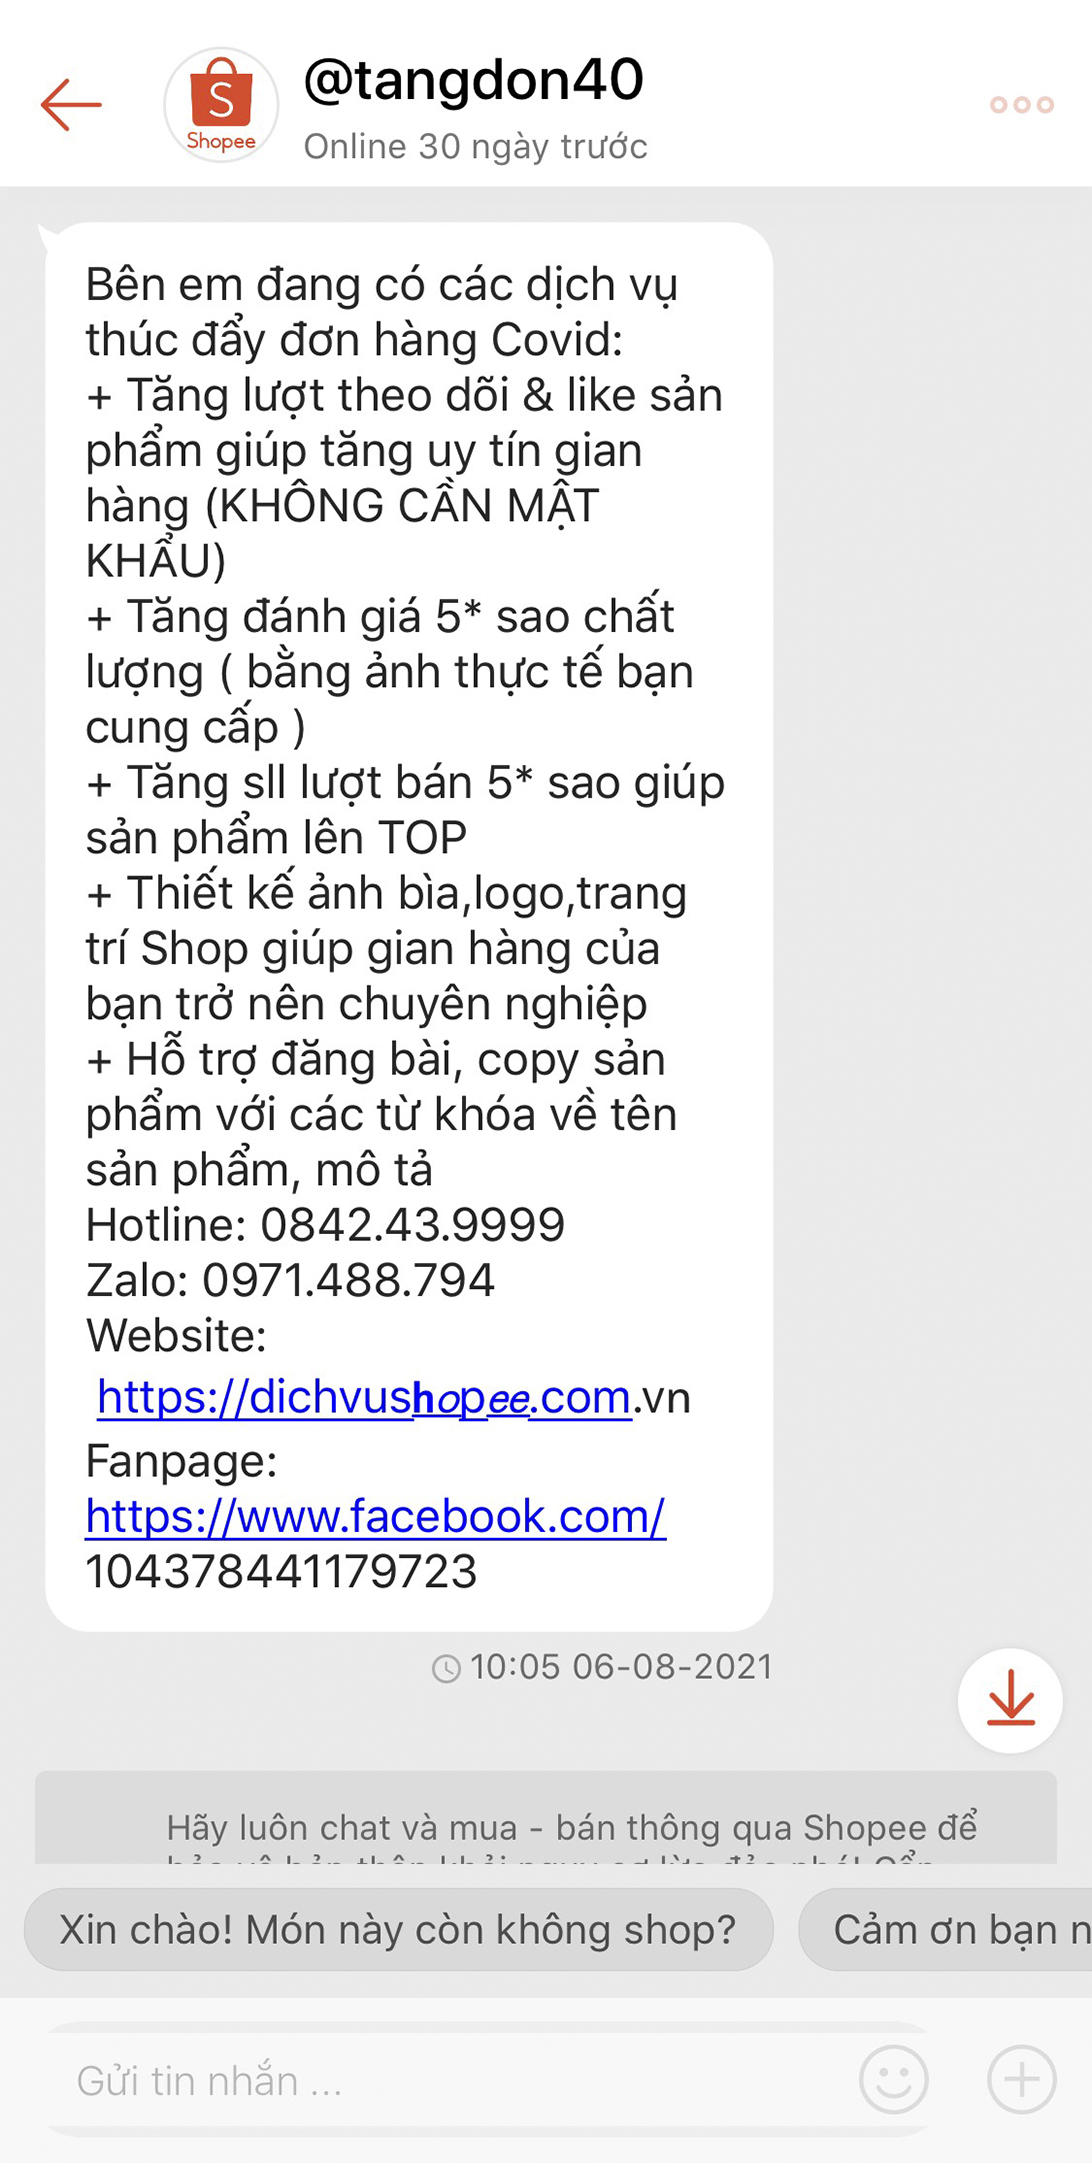 @tangdon40
S
Shopee
Online 30 ngày trước
Bên em đang có các dịch vụ
thúc đẩy đơn hàng Covid:
+ Tăng lượt theo dõi & like sản
phẩm giúp tăng uy tín gian
hàng (KHÔNG CẦN MẬT
KHẨU)
+ Tăng đánh giá 5* sao chất
lượng ( bằng ảnh thực tế bạn
cung cấp )
+ Tăng sll lượt bán 5* sao giúp
sản phẩm lên TOP
+ Thiết kế ảnh bìa,logo,trang
trí Shop giúp gian hàng của
bạn trở nên chuyên nghiệp
+ Hỗ trợ đăng bài, copy sản
phẩm với các từ khóa về tên
sản phẩm, mô tả
Hotline: 0842.43.9999
Zalo: 0971.488.794
Website:
https://dichvushopee.com.vn
Fanpage:
https://www.facebook.com/
104378441179723
10:05 06-08-2021
Hãy luôn chat và mua - bán thông qua Shopee để
Xin chào! Món này còn không shop?
Cảm ơn bạn n
Gửi tin nhắn ...